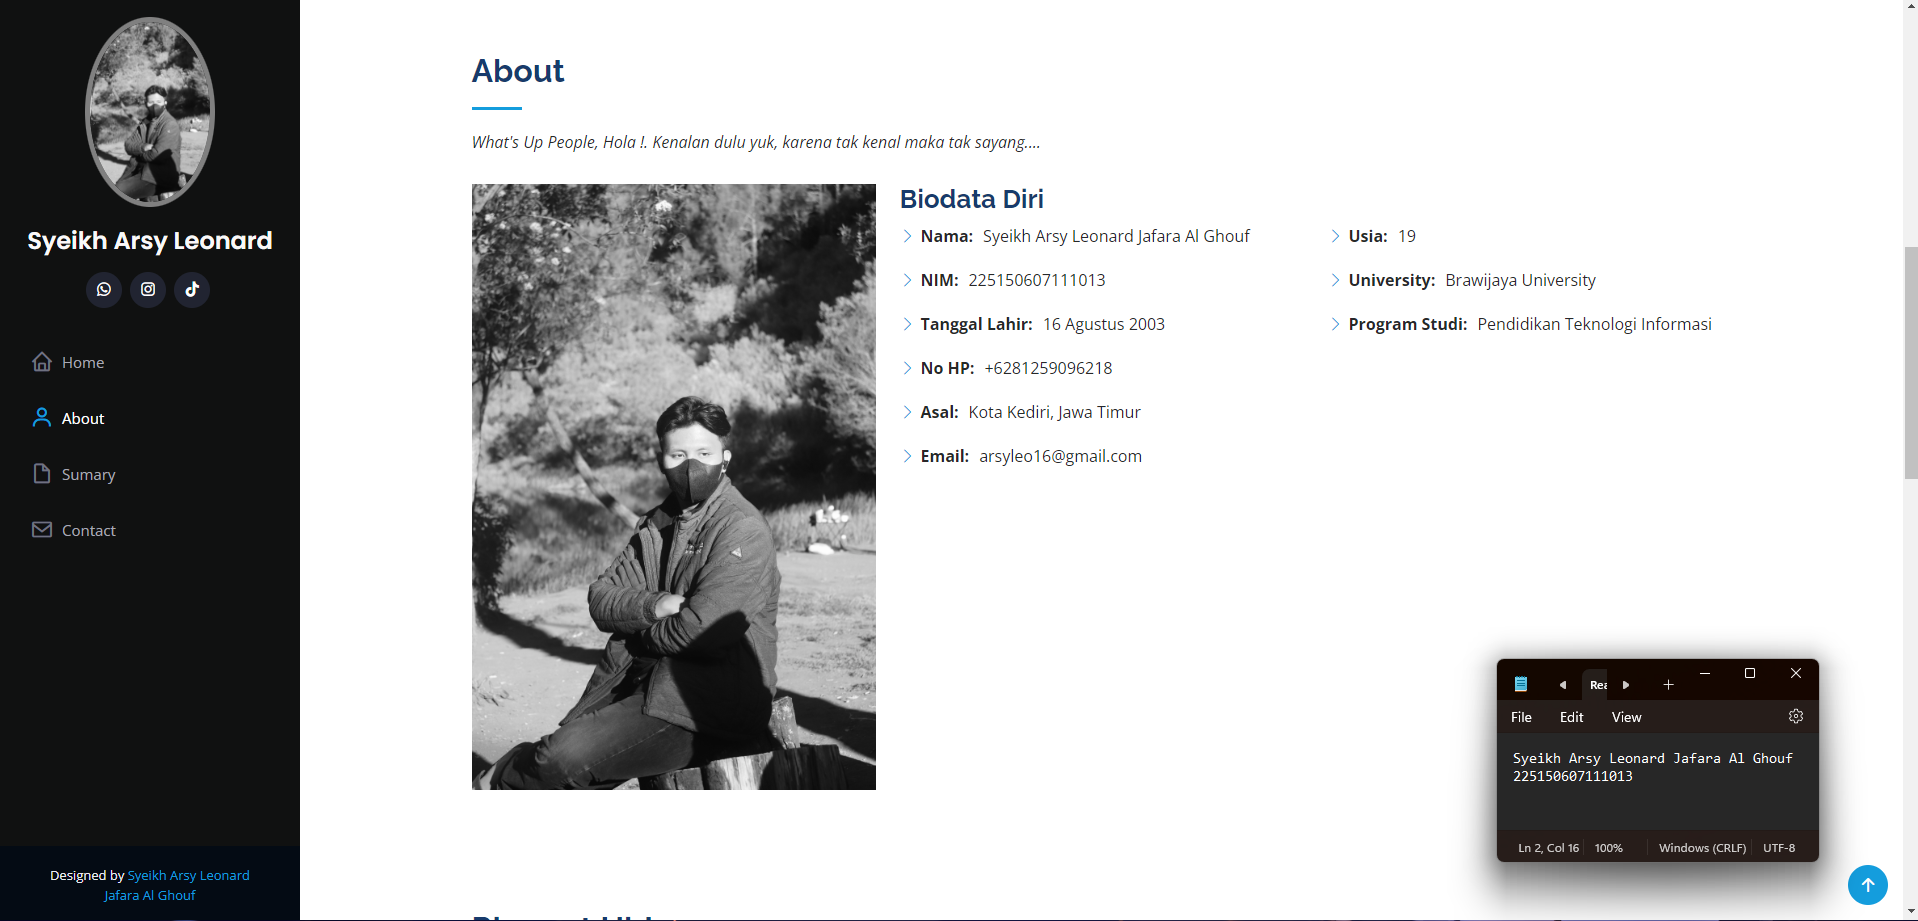 Syeikh Arsy Leonard
Home
About
Sumary
Contact
Designed by Syeikh Arsy Leonard
Jafara Al Ghouf
About
What's Up People, Hola !. Kenalan dulu yuk, karena tak kenal maka tak sayang....
Biodata Diri
Nama: Syeikh Arsy Leonard Jafara Al Ghouf
NIM: 225150607111013
Tanggal Lahir: 16 Agustus 2003
No HP: +6281259096218
Asal: Kota Kediri, Jawa Timur
Email: arsyleo16@gmail.com
Usia: 19
University: Brawijaya University
Program Studi: Pendidikan Teknologi Informasi
Rea
File Edit View
Syeikh Arsy Leonard Jafara Al Ghouf
225150607111013
Ln 2, Col 16 100% Windows (CRLF) UTF-8